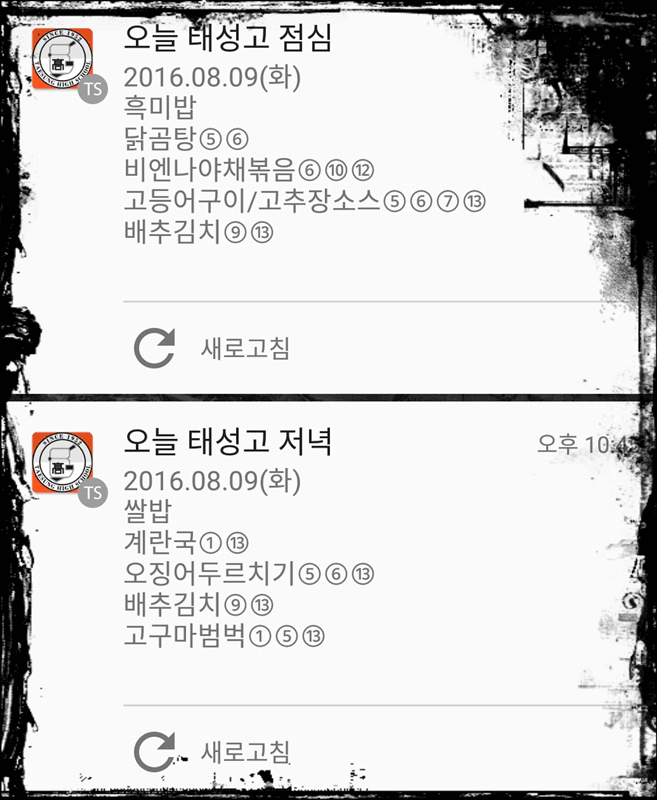 오늘 태성고 점심
SINCE 1922
TAESUNG HIGH SCHOOL
高
TS
2016.08.09(화)
흑미밥
닭곰탕⑤⑥
비엔나야채볶음⑥⑩⑫
고등어구이/고추장소스⑤⑥⑦⑬
배추김치⑨⑬
새로고침
오늘 태성고 저녁
오후 10:4
SINCE 1922
TAESUNG HIGH SCHOOL
高
TS
2016.08.09(화)
쌀밥
계란국①⑬
오징어두르치기⑤⑥⑬
배추김치⑨⑬
고구마범벅①⑤⑬
새로고침